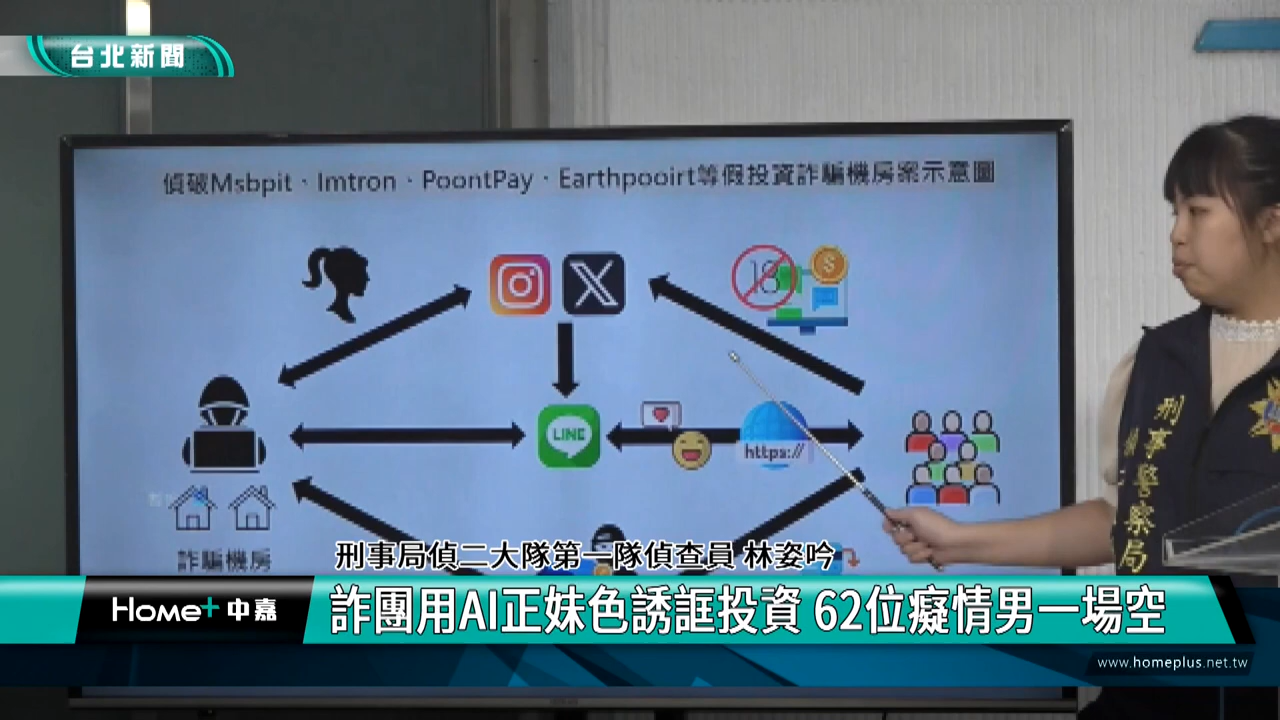 台北新聞
偵破Msbpit、Imtron、PoontPay、Earthpooirt等假投資詐騙機房案示意圖
18
$
LINE
https://
詐騙機房
刑事警察局
刑事局偵二大隊第一隊偵查員 林姿吟
Home+中嘉
詐團用AI正妹色誘誆投資 62位癡情男一場空
www.homeplus.net.tw